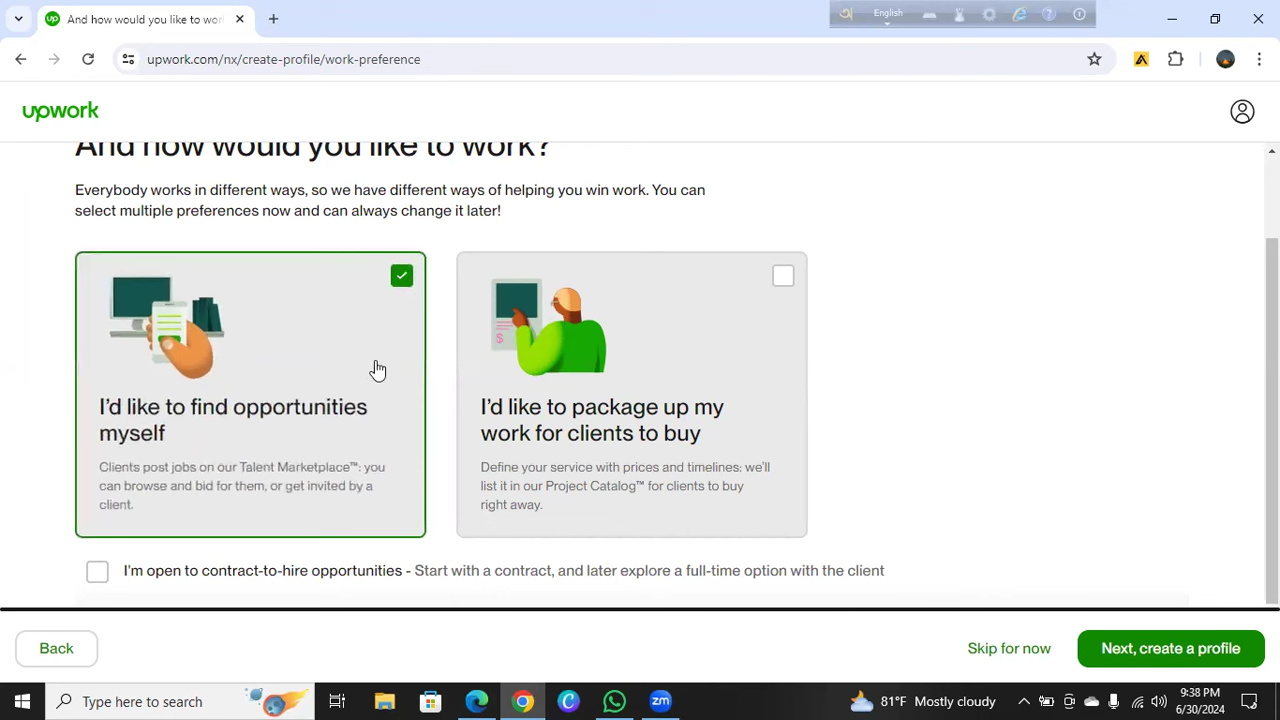 And how would you like to wor
English
upwork.com/nx/create-profile/work-preference
up
upwork
And how would you like to work?
Everybody works in different ways, so we have different ways of helping you win work. You can
select multiple preferences now and can always change it later!
I'd like to find opportunities
myself
Clients post jobs on our Talent Marketplace™: you
can browse and bid for them, or get invited by a
client.
$
I'd like to package up my
work for clients to buy
Define your service with prices and timelines: we'll
list it in our Project Catalog™ for clients to buy
right away.
I'm open to contract-to-hire opportunities - Start with a contract, and later explore a full-time option with the client
Back
Skip for now
Next, create a profile
Type here to search
zm
81°F Mostly cloudy
9:38 PM
6/30/2024